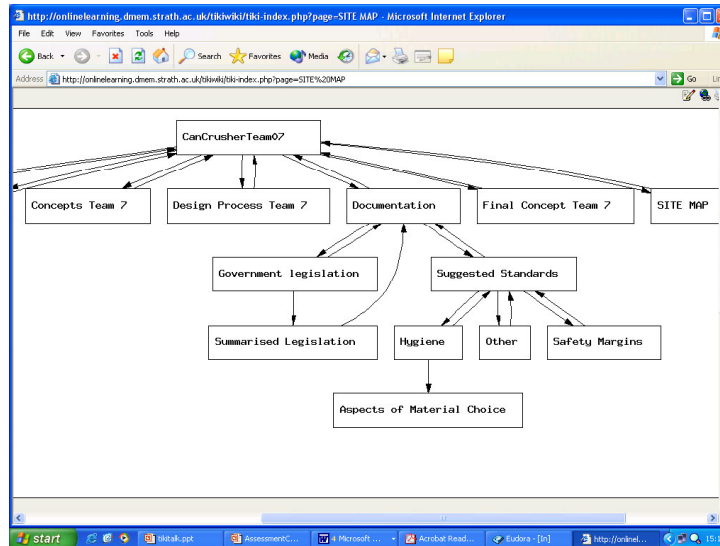 http://onlinelearning.dmem.strath.ac.uk/tikiwiki/tiki-index.php?page=SITE MAP - Microsoft Internet Explorer
File Edit View Favorites Tools Help
Back Search Favorites Media
Address http://onlinelearning.dmem.strath.ac.uk/tikiwiki/tiki-index.php?page=SITE%20MAP Go
CanCrusherTeam07
Concepts Team 7 Design Process Team 7 Documentation Final Concept Team 7 SITE MAP
Government legislation Suggested Standards
Summarised Legislation Hygiene Other Safety Margins
Aspects of Material Choice
start tikitalk.ppt AssessmentC... 4 Microsoft ... Acrobat Read... Eudora - [In] http://onlinel...